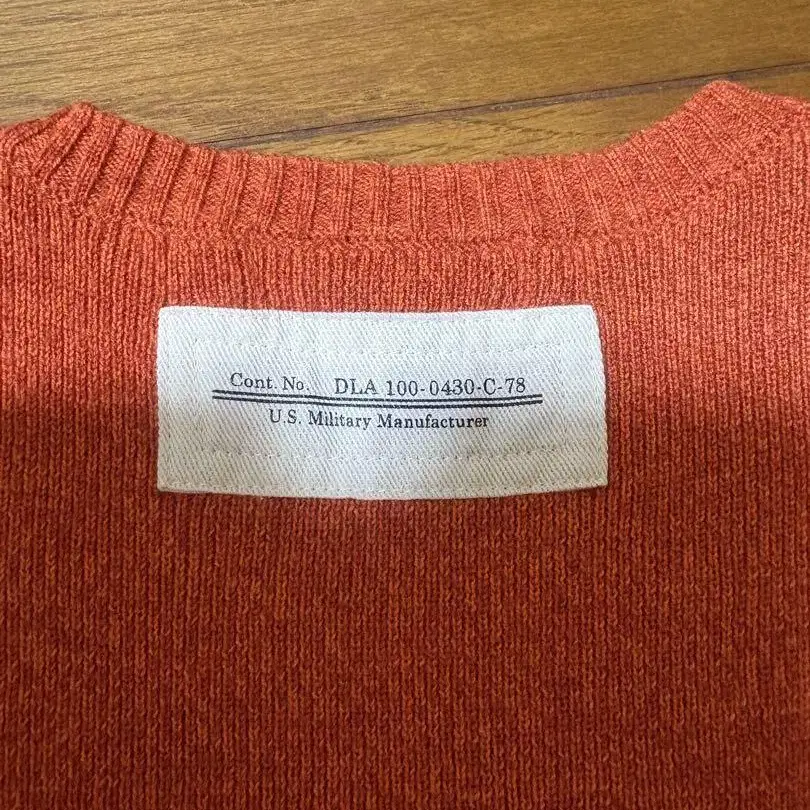 Cont. No. DLA 100-0430-C-78
U.S. Military Manufacturer